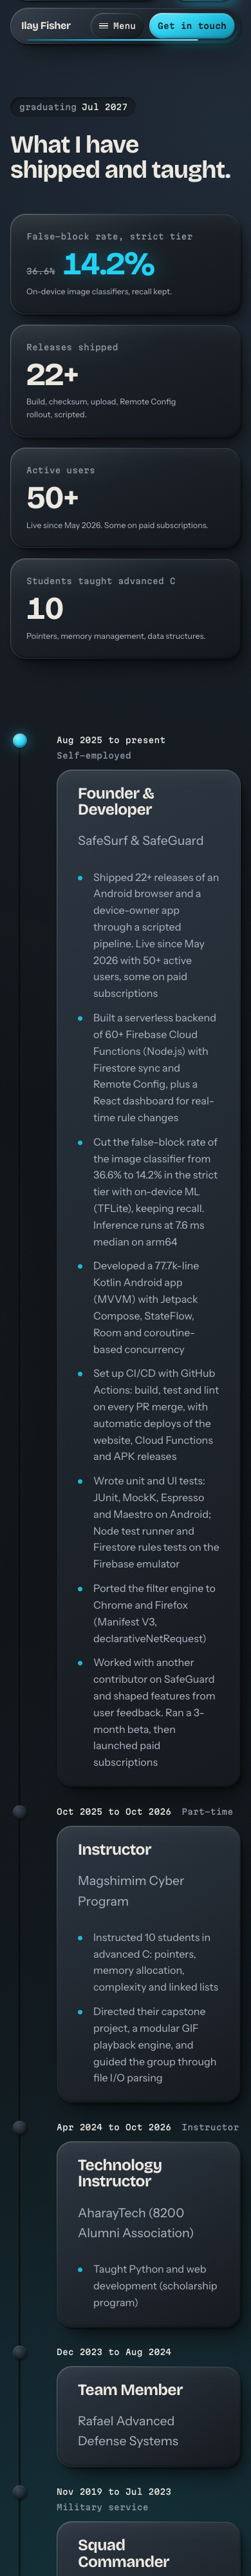 Ilay Fisher
Menu
Get in touch
graduating Jul 2027
What I have
shipped and taught.
False-block rate, strict tier
36.6% 14.2%
On-device image classifiers, recall kept.
Releases shipped
22+
Build, checksum, upload, Remote Config
rollout, scripted.
Active users
50+
Live since May 2026. Some on paid subscriptions.
Students taught advanced C
10
Pointers, memory management, data structures.
Aug 2025 to present
Self-employed
Founder &
Developer
SafeSurf & SafeGuard
Shipped 22+ releases of an
Android browser and a
device-owner app
through a scripted
pipeline. Live since May
2026 with 50+ active
users, some on paid
subscriptions
Built a serverless backend
of 60+ Firebase Cloud
Functions (Node.js) with
Firestore sync and
Remote Config, plus a
React dashboard for real-
time rule changes
Cut the false-block rate of
the image classifier from
36.6% to 14.2% in the strict
tier with on-device ML
(TFLite), keeping recall.
Inference runs at 7.6 ms
median on arm64
Developed a 77.7k-line
Kotlin Android app
(MVVM) with Jetpack
Compose, StateFlow,
Room and coroutine-
based concurrency
Set up CI/CD with GitHub
Actions: build, test and lint
on every PR merge, with
automatic deploys of the
website, Cloud Functions
and APK releases
Wrote unit and UI tests:
JUnit, MockK, Espresso
and Maestro on Android;
Node test runner and
Firestore rules tests on the
Firebase emulator
Ported the filter engine to
Chrome and Firefox
(Manifest V3,
declarativeNetRequest)
Worked with another
contributor on SafeGuard
and shaped features from
user feedback. Ran a 3-
month beta, then
launched paid
subscriptions
Oct 2025 to Oct 2026 Part-time
Instructor
Magshimim Cyber
Program
Instructed 10 students in
advanced C: pointers,
memory allocation,
complexity and linked lists
Directed their capstone
project, a modular GIF
playback engine, and
guided the group through
file I/O parsing
Apr 2024 to Oct 2026 Instructor
Technology
Instructor
AharayTech (8200
Alumni Association)
Taught Python and web
development (scholarship
program)
Dec 2023 to Aug 2024
Team Member
Rafael Advanced
Defense Systems
Nov 2019 to Jul 2023
Military service
Squad
Commander